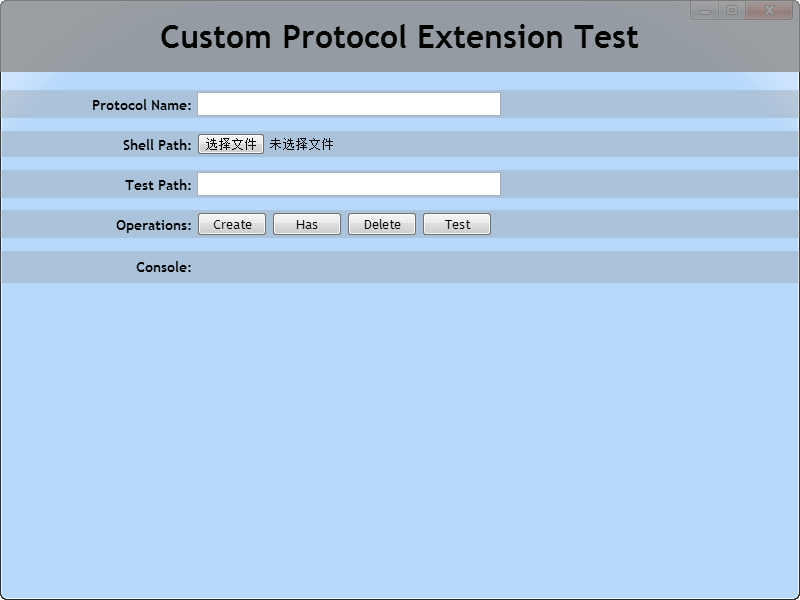 Custom Protocol Extension Test
Protocol Name:
Shell Path: 选择文件 未选择文件
Test Path:
Operations: Create Has Delete Test
Console: